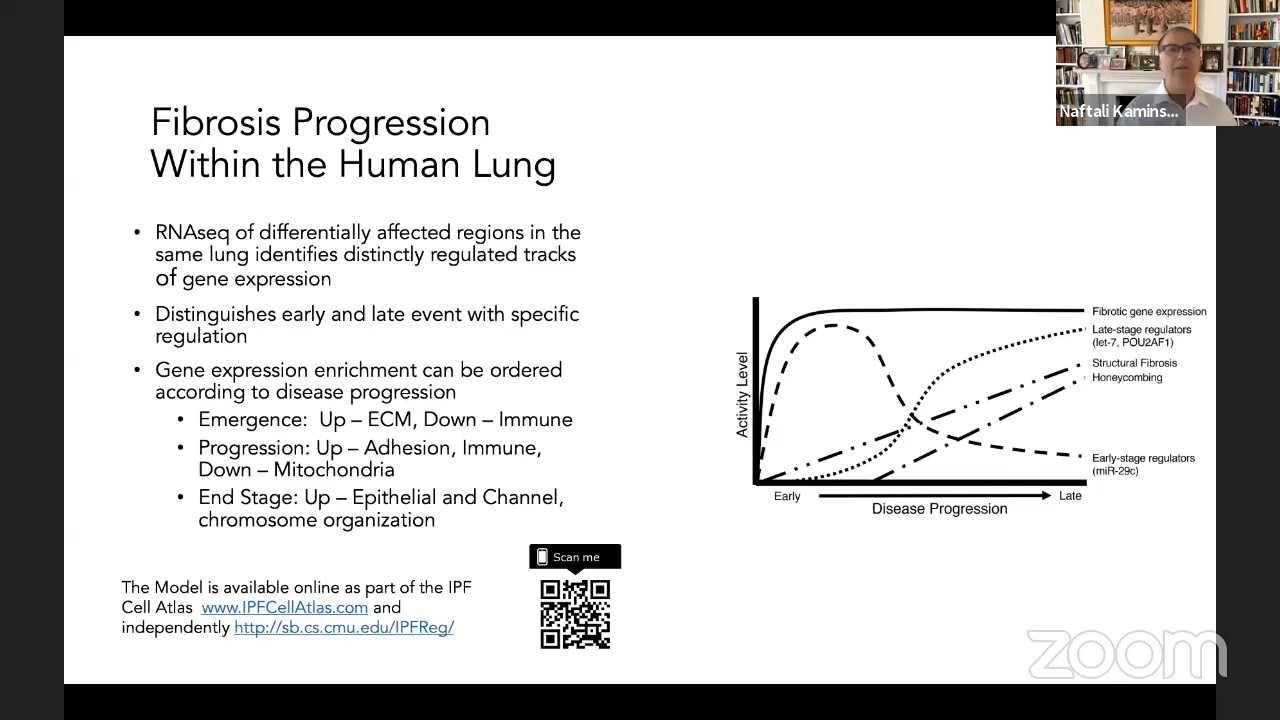 Naftali Kamins...
Fibrosis Progression
Within the Human Lung
• RNAseq of differentially affected regions in the
same lung identifies distinctly regulated tracks
of gene expression
• Distinguishes early and late event with specific
regulation
• Gene expression enrichment can be ordered
according to disease progression
• Emergence: Up – ECM, Down – Immune
• Progression: Up – Adhesion, Immune,
Down – Mitochondria
• End Stage: Up – Epithelial and Channel,
chromosome organization
The Model is available online as part of the IPF
Cell Atlas www.IPFCellAtlas.com and
independently http://sb.cs.cmu.edu/IPFReg/
Scan me
Activity Level
Fibrotic gene expression
Late-stage regulators
(let-7, POU2AF1)
Structural Fibrosis
Honeycombing
Early-stage regulators
(miR-29c)
Early
Late
Disease Progression
zoom